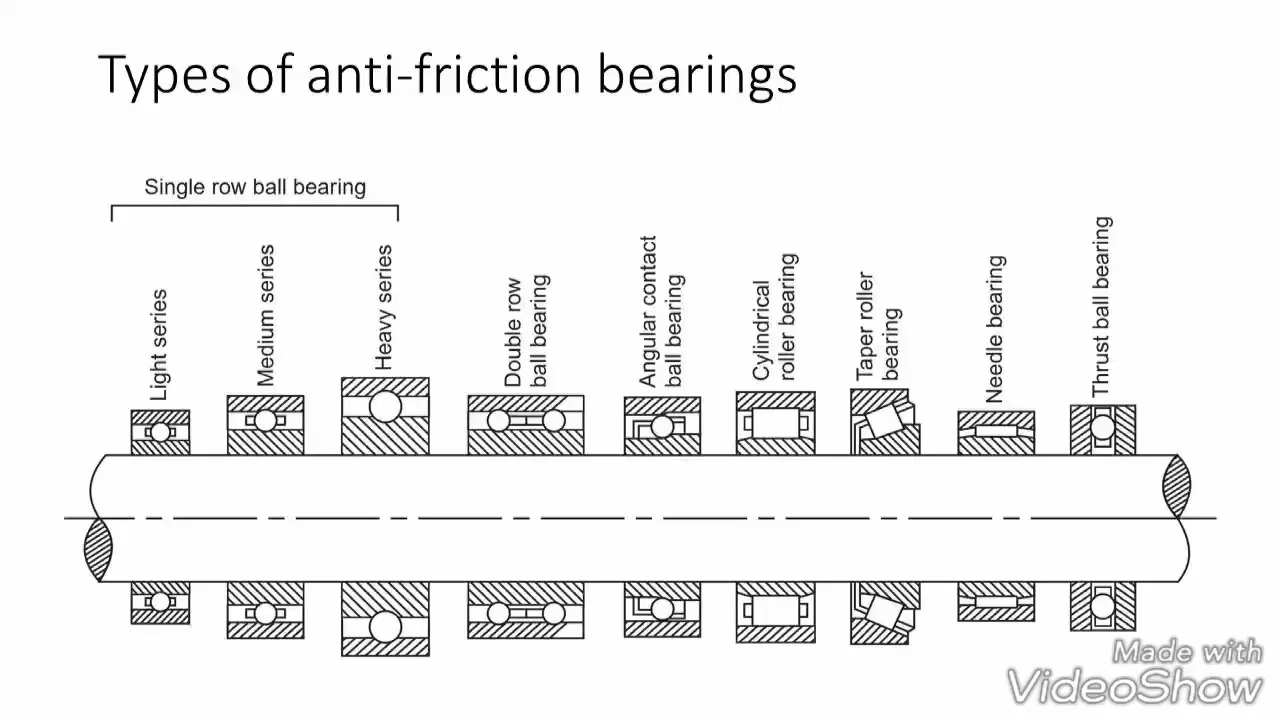 Types of anti-friction bearings
Single row ball bearing
Light series
Medium series
Heavy series
Double row
ball bearing
Angular contact
ball bearing
Cylindrical
roller bearing
Taper roller
bearing
Needle bearing
Thrust ball bearing
Made with
VideoShow